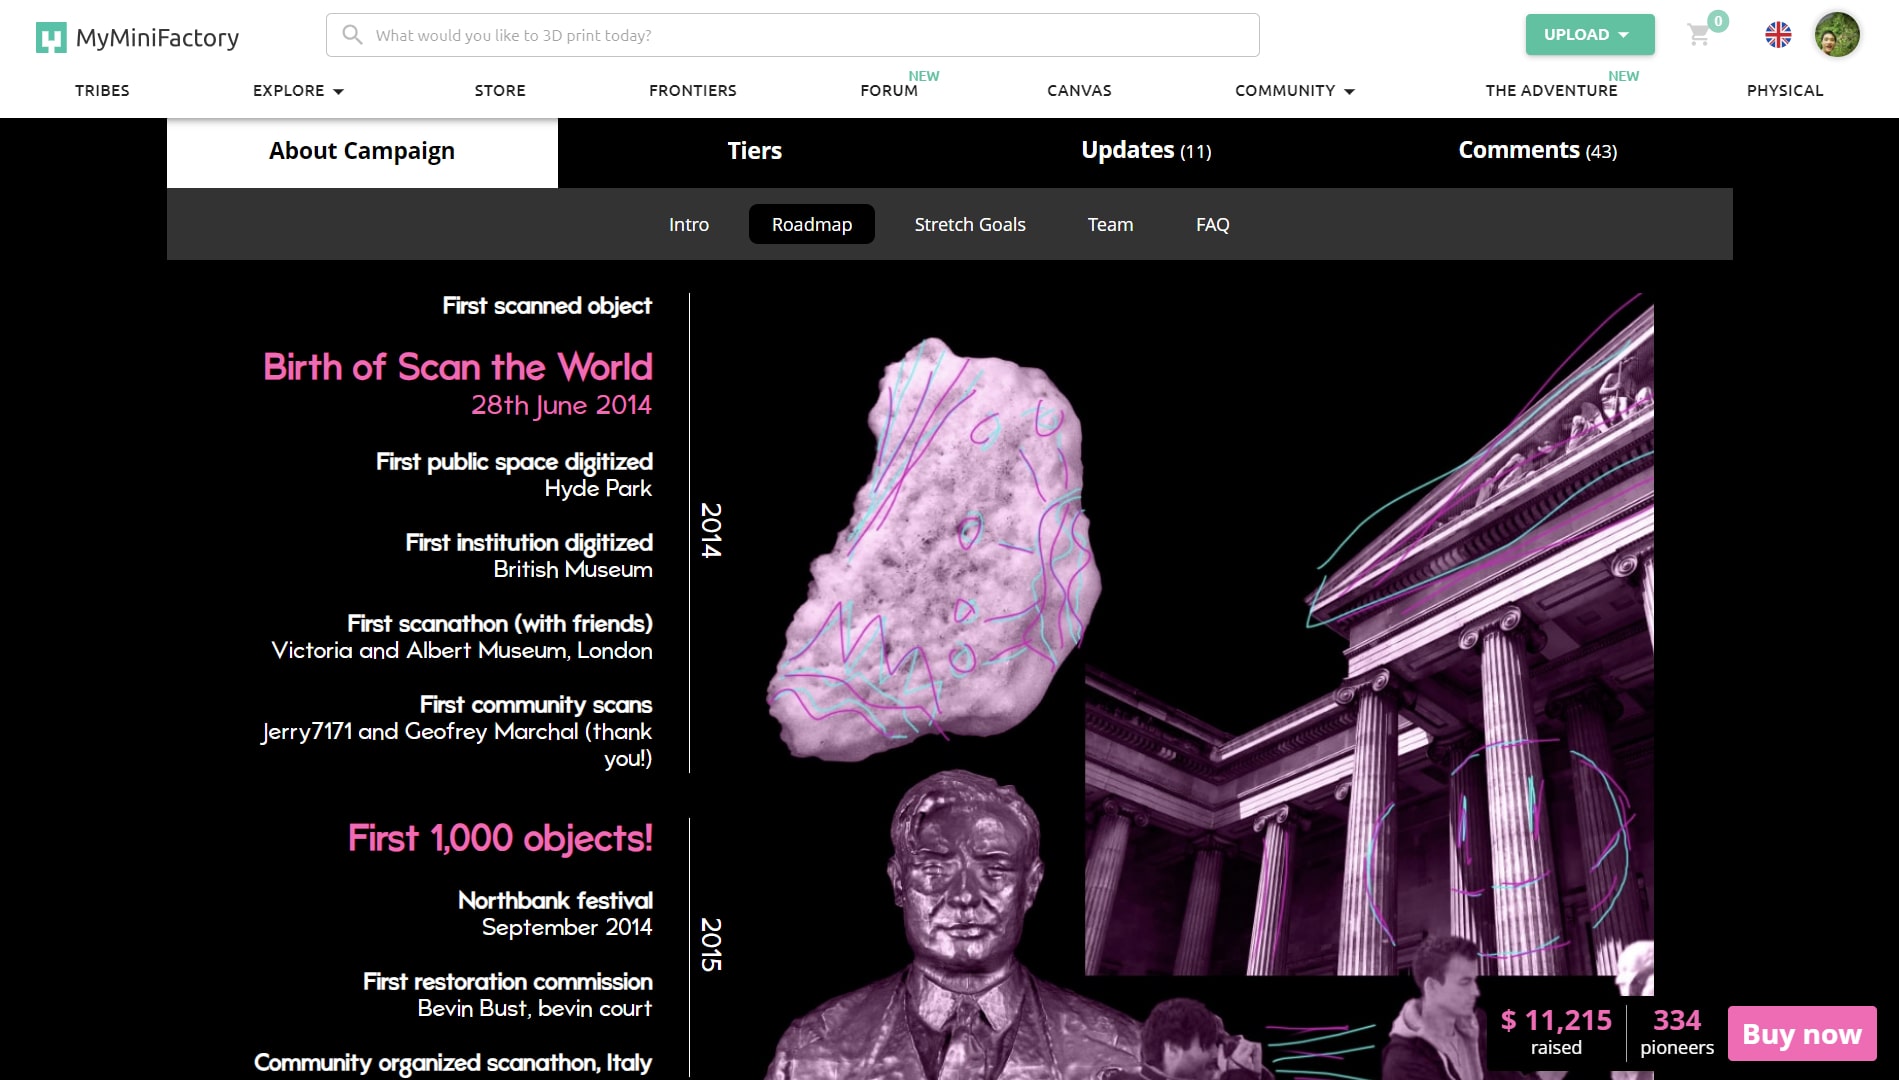 MyMiniFactory
What would you like to 3D print today?
UPLOAD
0
TRIBES
EXPLORE
STORE
FRONTIERS
FORUM
NEW
CANVAS
COMMUNITY
THE ADVENTURE
NEW
PHYSICAL
About Campaign
Tiers
Updates (11)
Comments (43)
Intro
Roadmap
Stretch Goals
Team
FAQ
First scanned object
Birth of Scan the World
28th June 2014
First public space digitized
Hyde Park
First institution digitized
British Museum
First scanathon (with friends)
Victoria and Albert Museum, London
First community scans
Jerry7171 and Geofrey Marchal (thank
you!)
2014
First 1,000 objects!
Northbank festival
September 2014
First restoration commission
Bevin Bust, bevin court
Community organized scanathon, Italy
2015
$ 11,215
raised
334
pioneers
Buy now